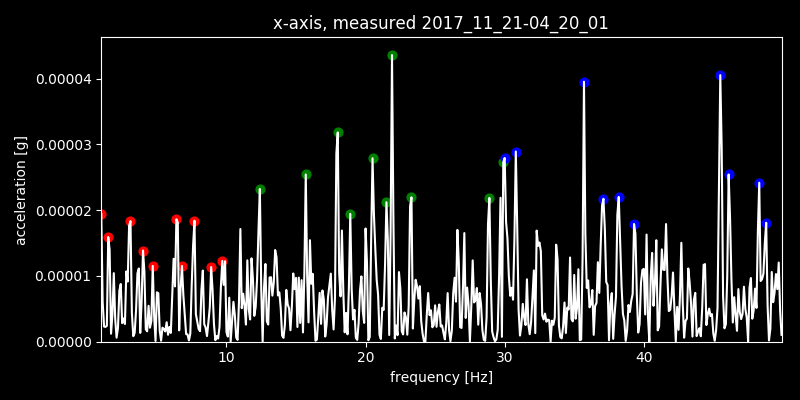 x-axis, measured 2017_11_21-04_20_01
acceleration [g]
0.00004
0.00003
0.00002
0.00001
0.00000
10 20 30 40
frequency [Hz]